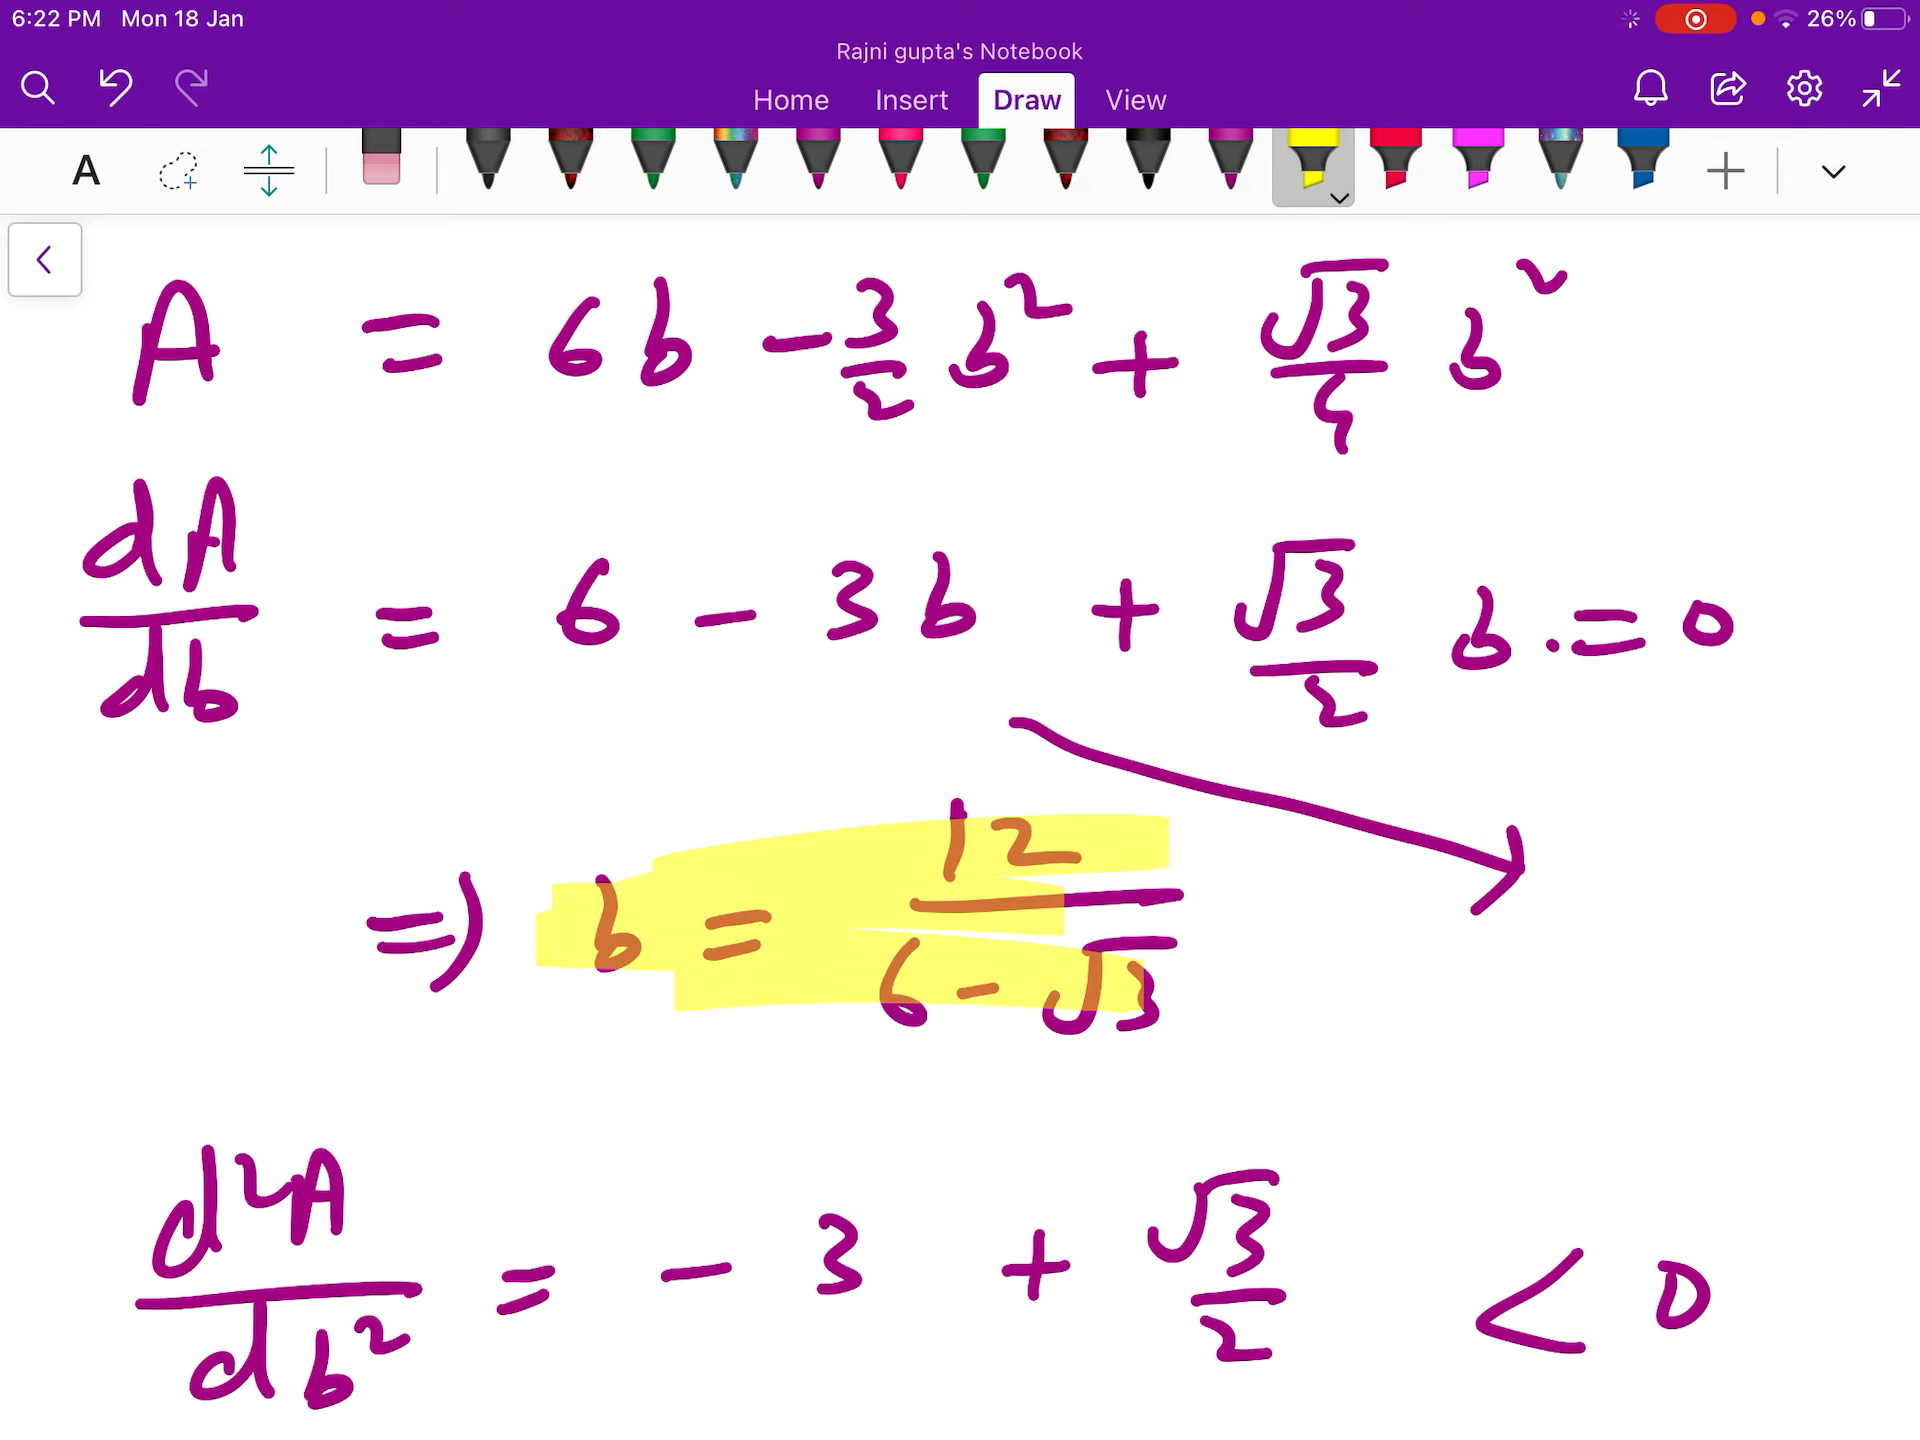 6:22 PM Mon 18 Jan 26%
Rajni gupta's Notebook
Home Insert Draw View
A
A = 6b - 3/2 b² + √3/4 b²
dA/db = 6 - 3b + √3/2 b . = 0
⇒ b = 12/(6 - √3)
d²A/db² = - 3 + √3/2 < 0